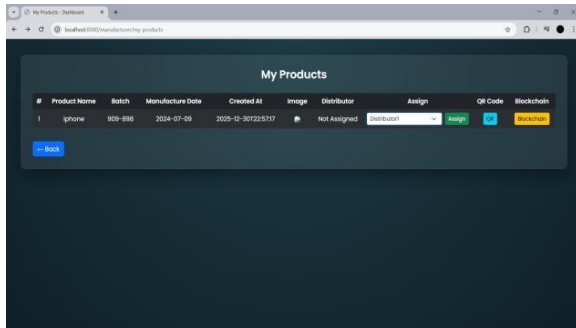 My Products - Dashboard
localhost:8080/manufacturer/my-products
My Products
# Product Name Batch Manufacture Date Created At Image Distributor Assign QR Code Blockchain
1 iphone 909-898 2024-07-09 2025-12-30T22:57:17 Not Assigned Distributor1 Assign QR Blockchain
← Back